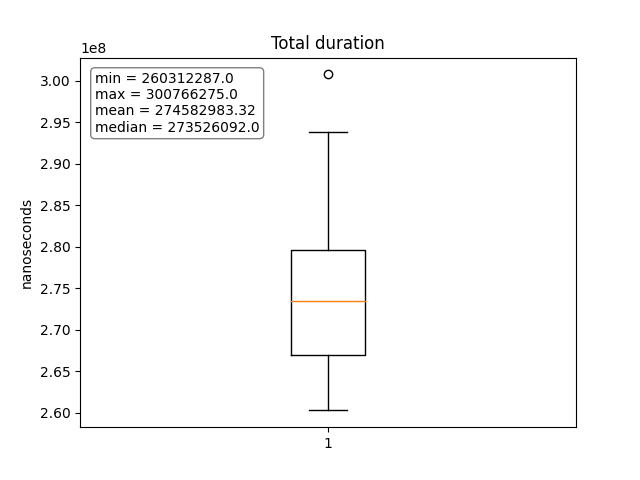 Total duration
1e8
min = 260312287.0
max = 300766275.0
mean = 274582983.32
median = 273526092.0
3.00
2.95
2.90
2.85
2.80
2.75
2.70
2.65
2.60
nanoseconds
1